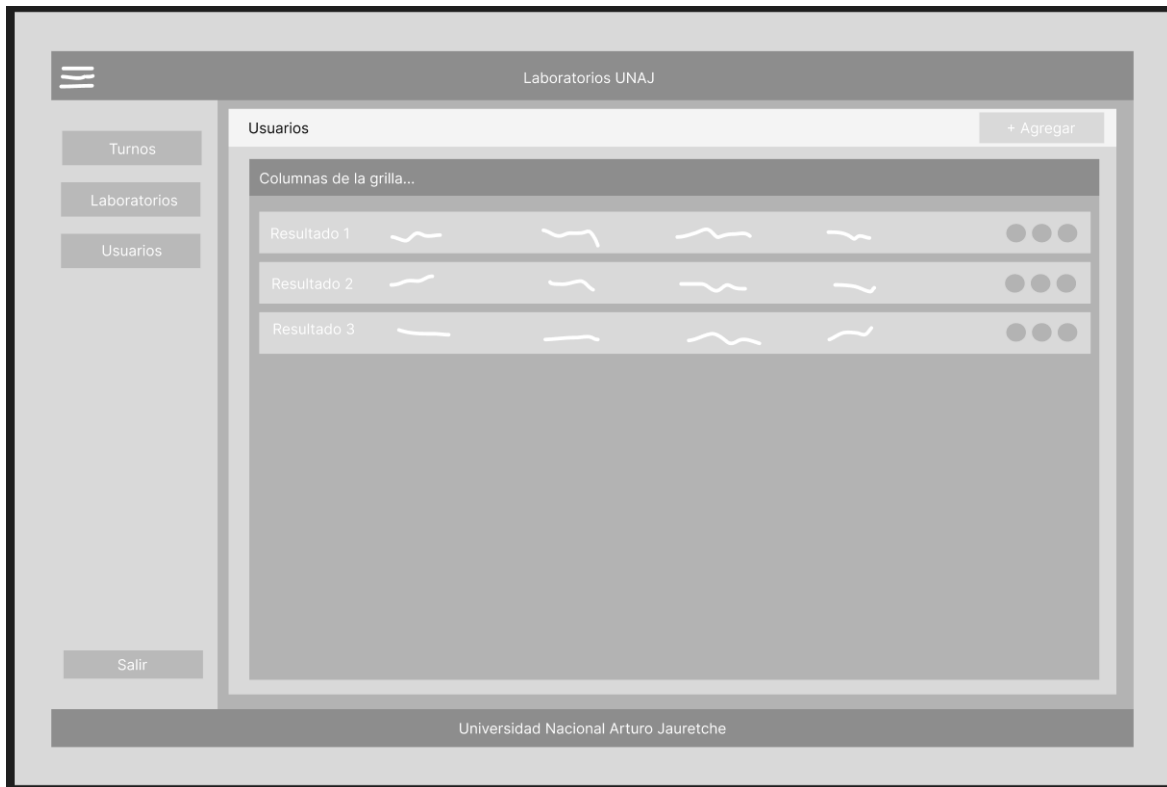 Laboratorios UNAJ
Turnos
Laboratorios
Usuarios
Salir
Usuarios
+ Agregar
Columnas de la grilla...
Resultado 1
Resultado 2
Resultado 3
Universidad Nacional Arturo Jauretche